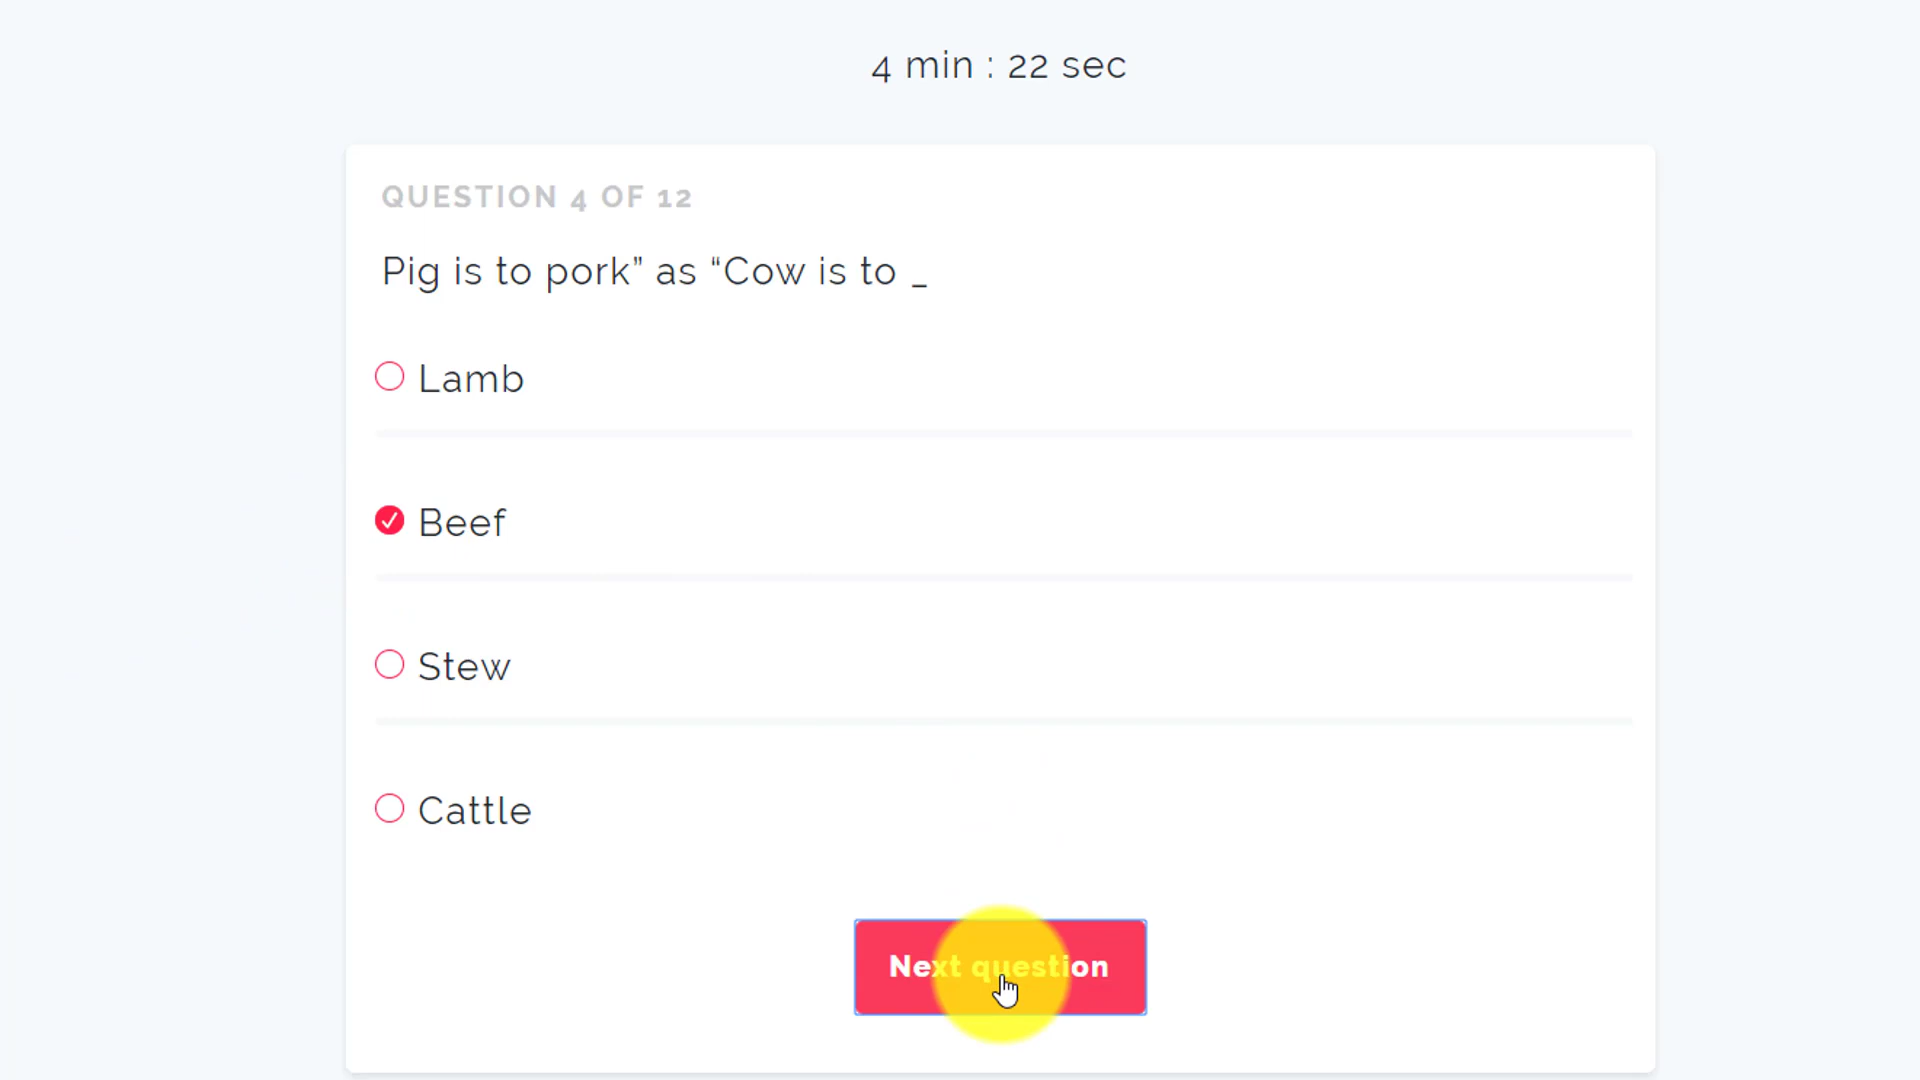 4 min : 22 sec
QUESTION 4 OF 12
Pig is to pork” as “Cow is to _
Lamb
Beef
Stew
Cattle
Next question